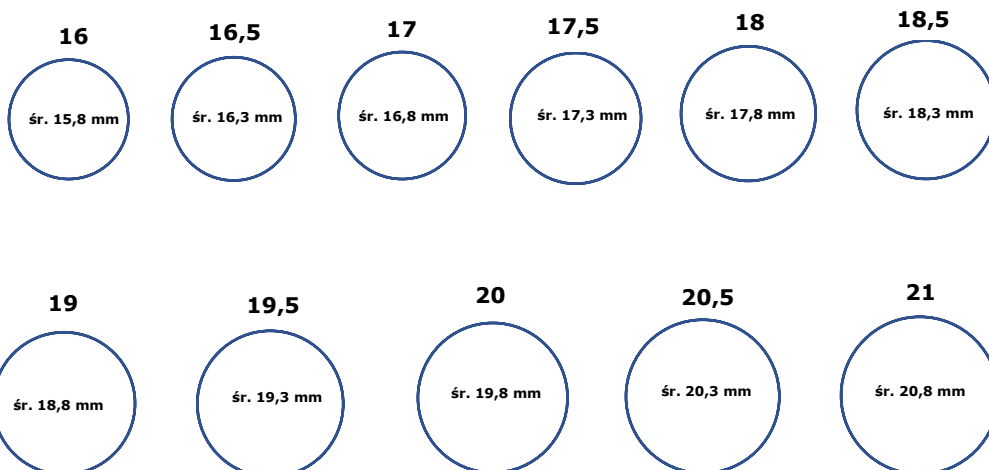 16 16,5 17 17,5 18 18,5
śr. 15,8 mm śr. 16,3 mm śr. 16,8 mm śr. 17,3 mm śr. 17,8 mm śr. 18,3 mm
19 19,5 20 20,5 21
śr. 18,8 mm śr. 19,3 mm śr. 19,8 mm śr. 20,3 mm śr. 20,8 mm